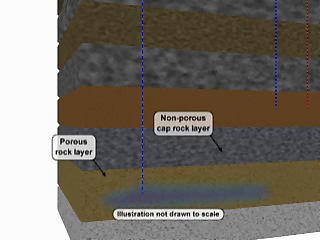 Non-porous
cap rock layer
Porous
rock layer
Illustration not drawn to scale